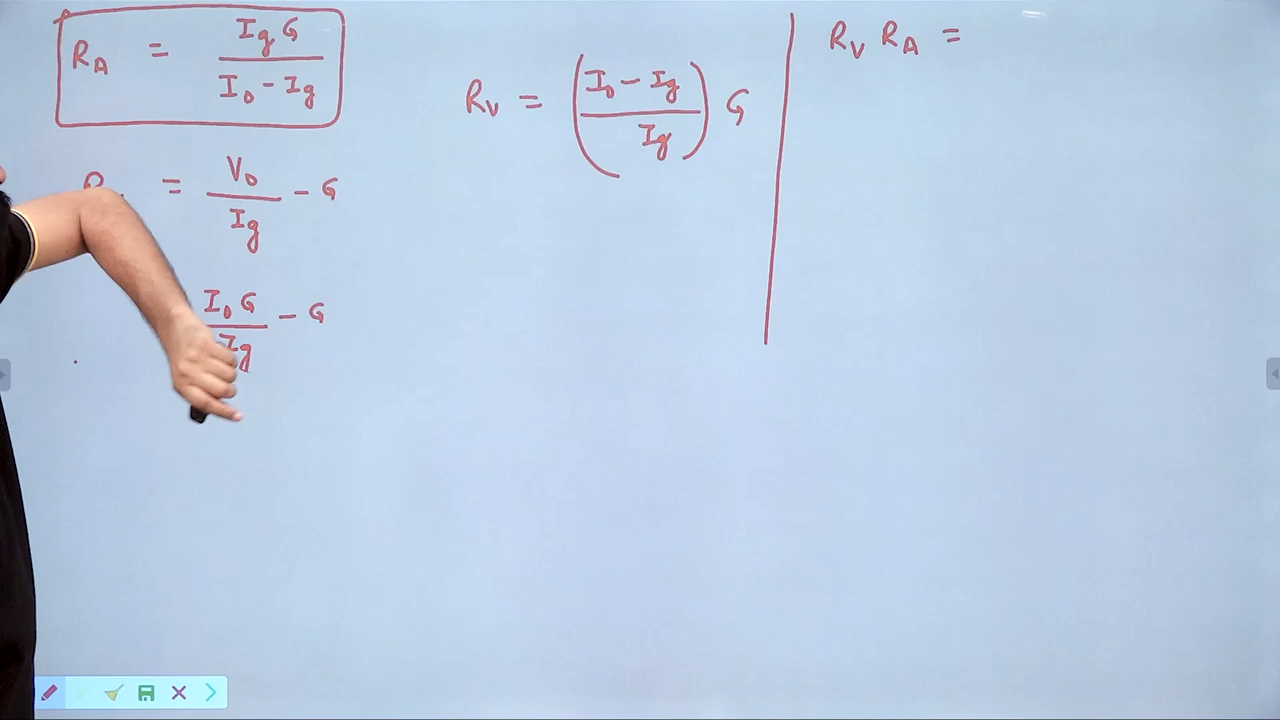 R_A = I_g G / (I_0 - I_g)
= V_0 / I_g - G
I_0 G / I_g - G
R_V = ((I_0 - I_g) / I_g) G
R_V R_A =